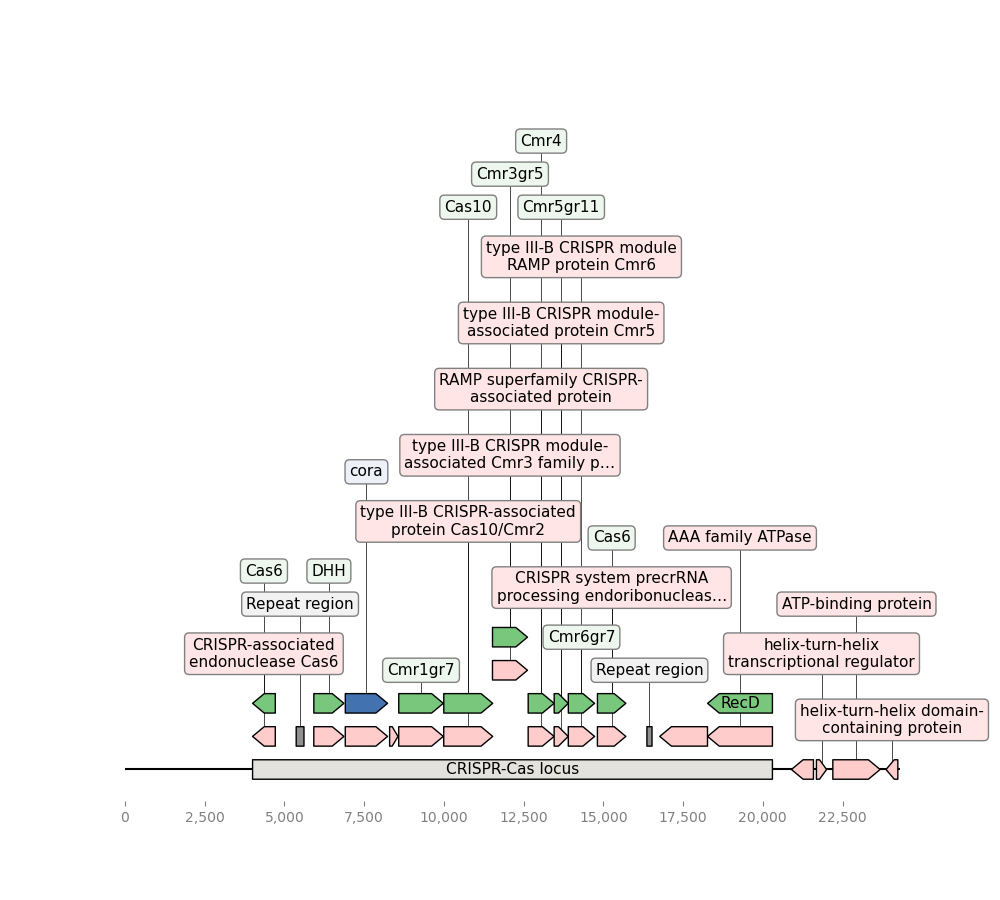 Cmr4
Cmr3gr5
Cas10
Cmr5gr11
type III-B CRISPR module
RAMP protein Cmr6
type III-B CRISPR module-
associated protein Cmr5
RAMP superfamily CRISPR-
associated protein
type III-B CRISPR module-
associated Cmr3 family p…
cora
type III-B CRISPR-associated
protein Cas10/Cmr2
Cas6
AAA family ATPase
Cas6
DHH
CRISPR system precrRNA
processing endoribonucleas…
Repeat region
ATP-binding protein
Cmr6gr7
CRISPR-associated
endonuclease Cas6
helix-turn-helix
transcriptional regulator
Cmr1gr7
Repeat region
RecD
helix-turn-helix domain-
containing protein
CRISPR-Cas locus
0 2,500 5,000 7,500 10,000 12,500 15,000 17,500 20,000 22,500